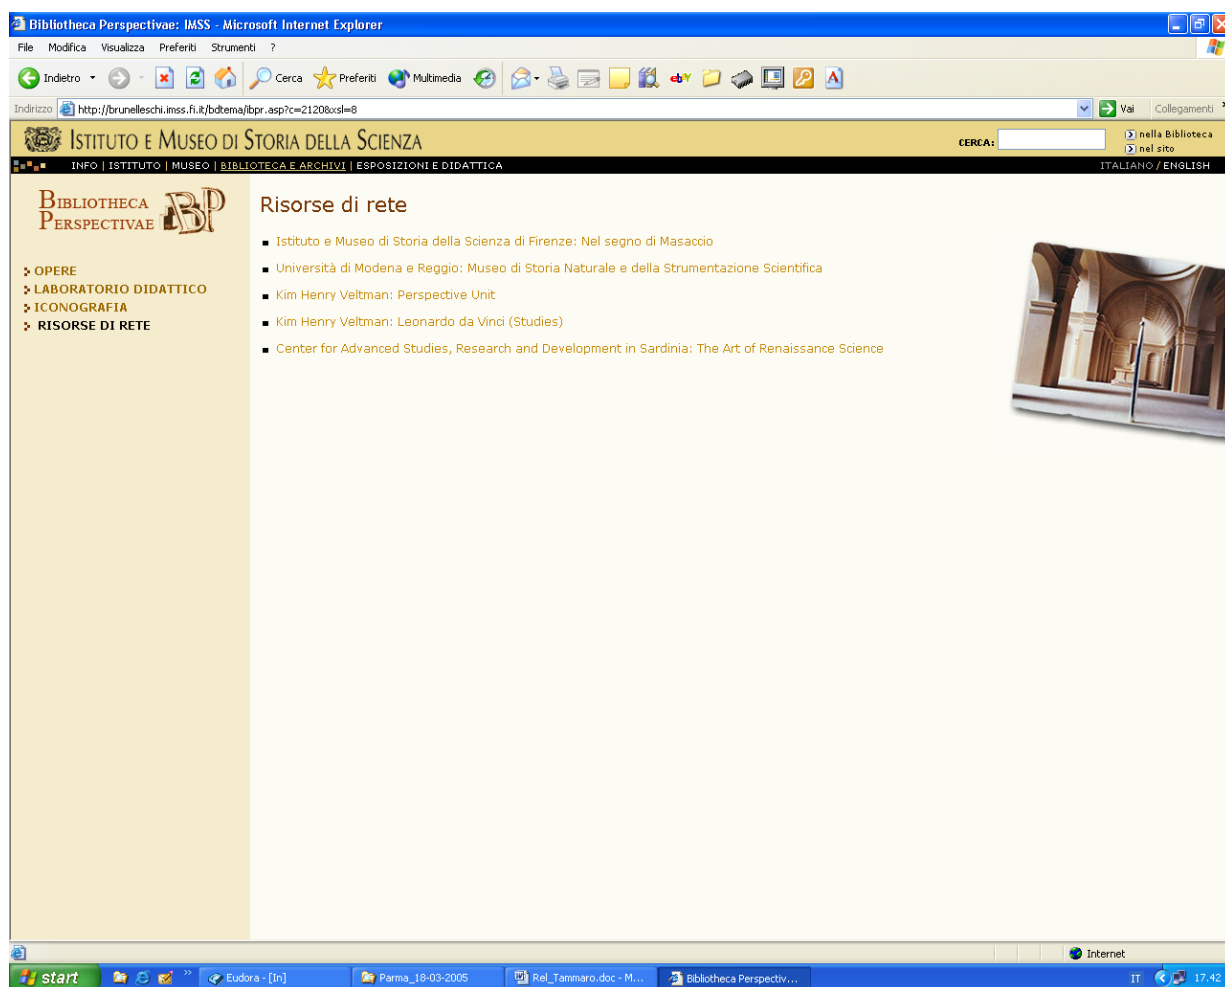 Bibliotheca Perspectivae: IMSS - Microsoft Internet Explorer
File Modifica Visualizza Preferiti Strumenti ?
Indietro Cerca Preferiti Multimedia ebY
Indirizzo http://brunelleschi.imss.fi.it/bdtema/ibpr.asp?c=2120&xsl=8 Vai Collegamenti
ISTITUTO E MUSEO DI STORIA DELLA SCIENZA CERCA: nella Biblioteca
nel sito
INFO | ISTITUTO | MUSEO | BIBLIOTECA E ARCHIVI | ESPOSIZIONI E DIDATTICA ITALIANO / ENGLISH
BIBLIOTHECA
PERSPECTIVAE BP
OPERE
LABORATORIO DIDATTICO
ICONOGRAFIA
RISORSE DI RETE
Risorse di rete
Istituto e Museo di Storia della Scienza di Firenze: Nel segno di Masaccio
Università di Modena e Reggio: Museo di Storia Naturale e della Strumentazione Scientifica
Kim Henry Veltman: Perspective Unit
Kim Henry Veltman: Leonardo da Vinci (Studies)
Center for Advanced Studies, Research and Development in Sardinia: The Art of Renaissance Science
Internet
start Eudora - [In] Parma_18-03-2005 Rel_Tammaro.doc - M... Bibliotheca Perspectiv... IT 17.42